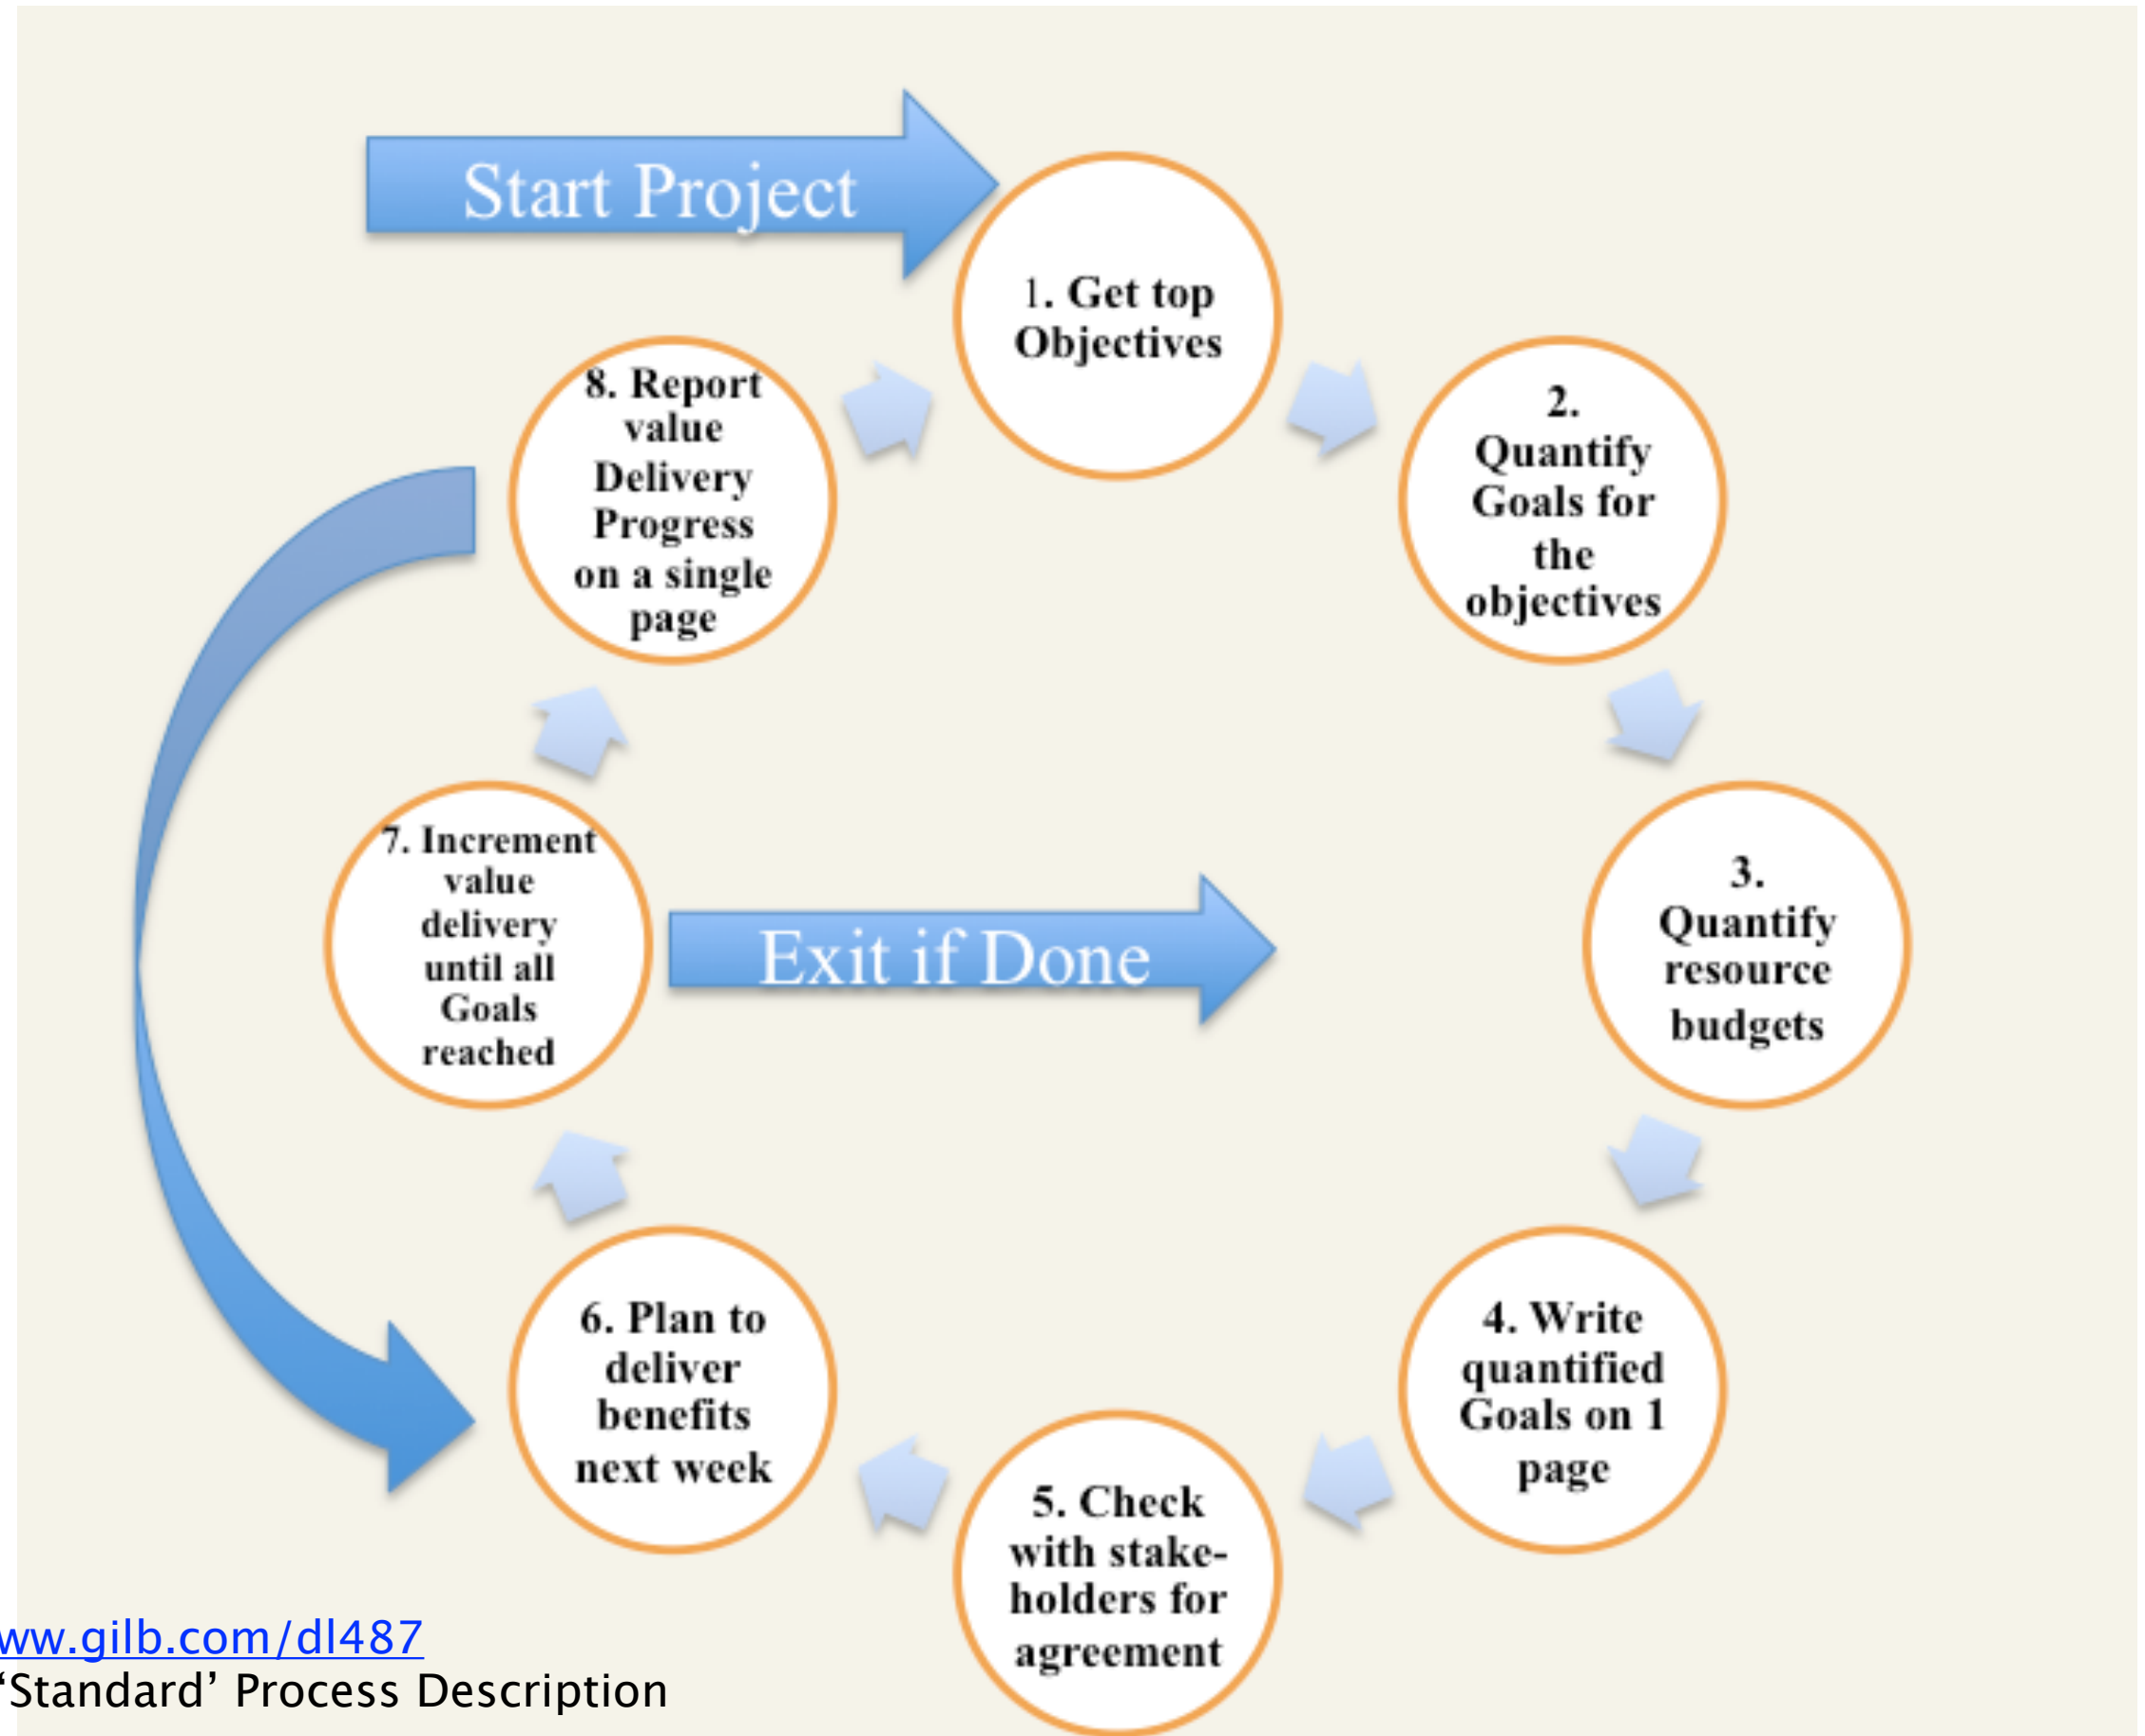 Start Project
1. Get top
Objectives
2.
Quantify
Goals for
the
objectives
3.
Quantify
resource
budgets
4. Write
quantified
Goals on 1
page
5. Check
with stake-
holders for
agreement
6. Plan to
deliver
benefits
next week
7. Increment
value
delivery
until all
Goals
reached
Exit if Done
8. Report
value
Delivery
Progress
on a single
page
ww.gilb.com/dl487
‘Standard’ Process Description